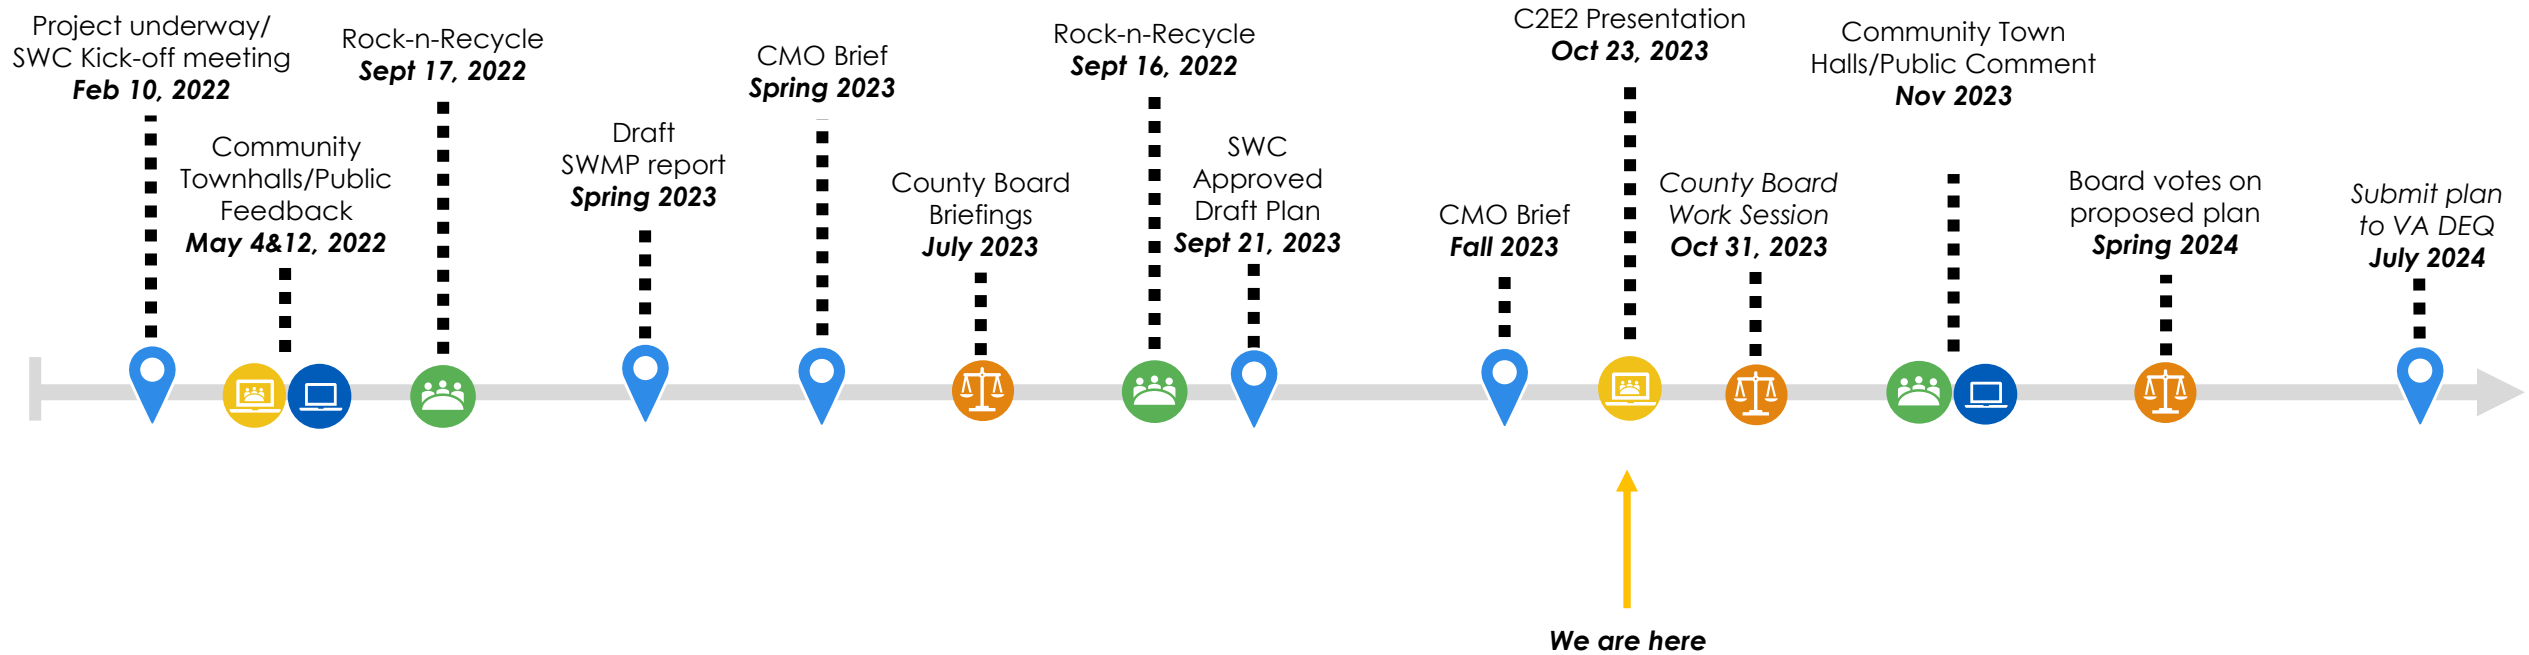 Project underway/
SWC Kick-off meeting
Feb 10, 2022
Community
Townhalls/Public
Feedback
May 4&12, 2022
Rock-n-Recycle
Sept 17, 2022
Draft
SWMP report
Spring 2023
CMO Brief
Spring 2023
County Board
Briefings
July 2023
Rock-n-Recycle
Sept 16, 2022
SWC
Approved
Draft Plan
Sept 21, 2023
CMO Brief
Fall 2023
C2E2 Presentation
Oct 23, 2023
County Board
Work Session
Oct 31, 2023
Community Town
Halls/Public Comment
Nov 2023
Board votes on
proposed plan
Spring 2024
Submit plan
to VA DEQ
July 2024
We are here